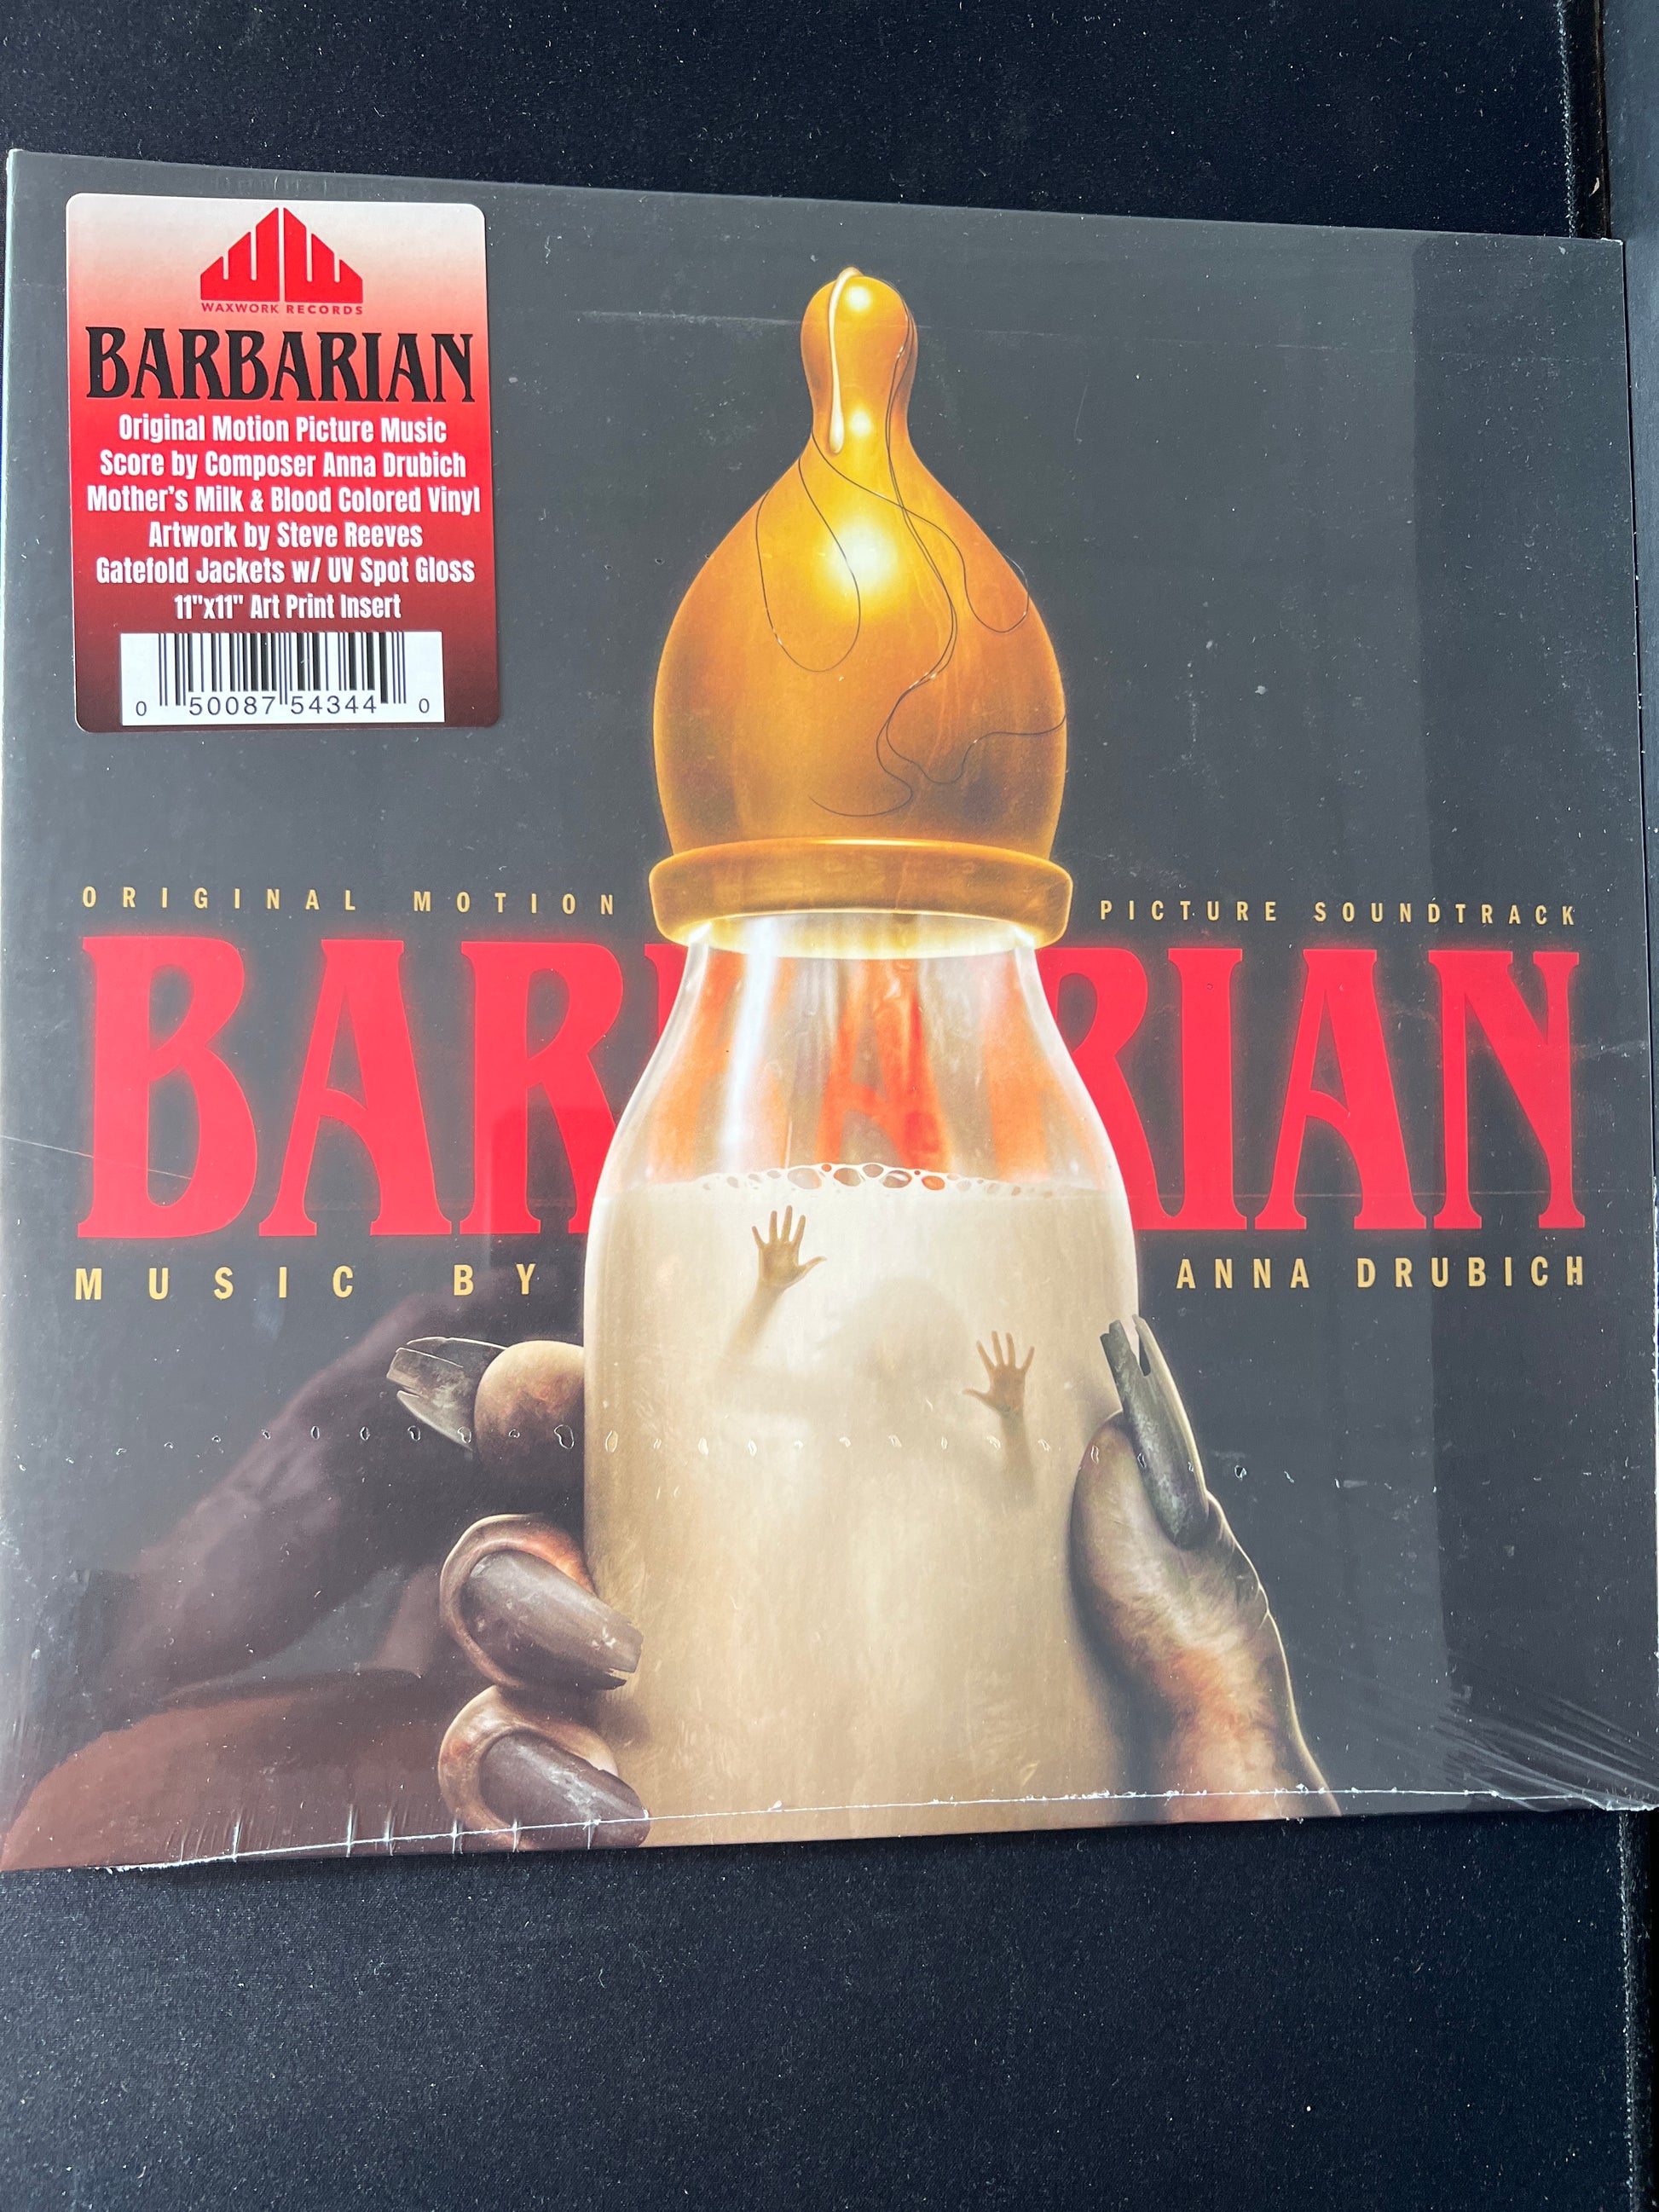 WAXWORK RECORDS
BARBARIAN
Original Motion Picture Music
Score by Composer Anna Drubich
Mother's Milk & Blood Colored Vinyl
Artwork by Steve Reeves
Gatefold Jackets w/ UV Spot Gloss
11"x11" Art Print Insert
0 50087 54344 0
ORIGINAL MOTION PICTURE SOUNDTRACK
BARBARIAN
MUSIC BY ANNA DRUBICH